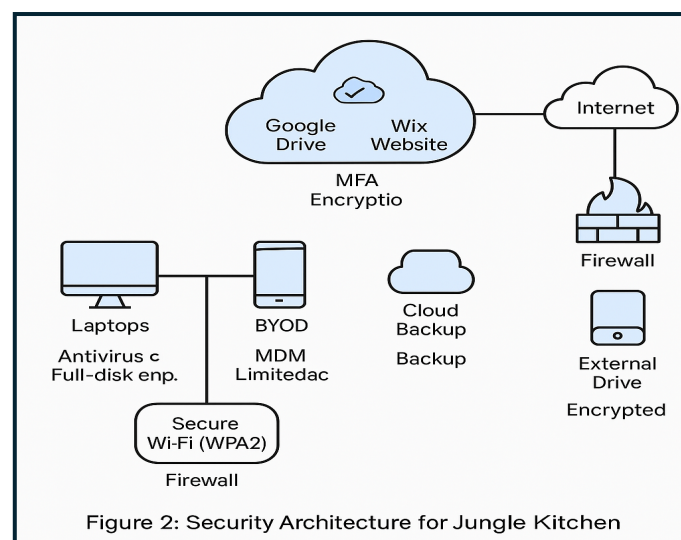 Google
Drive
Wix
Website
Internet
MFA
Encryptio
Firewall
Laptops
BYOD
Cloud
Backup
Antivirus c
Full-disk enp.
MDM
Limitedac
Backup
External
Drive
Encrypted
Secure
Wi-Fi (WPA2)
Firewall
Figure 2: Security Architecture for Jungle Kitchen